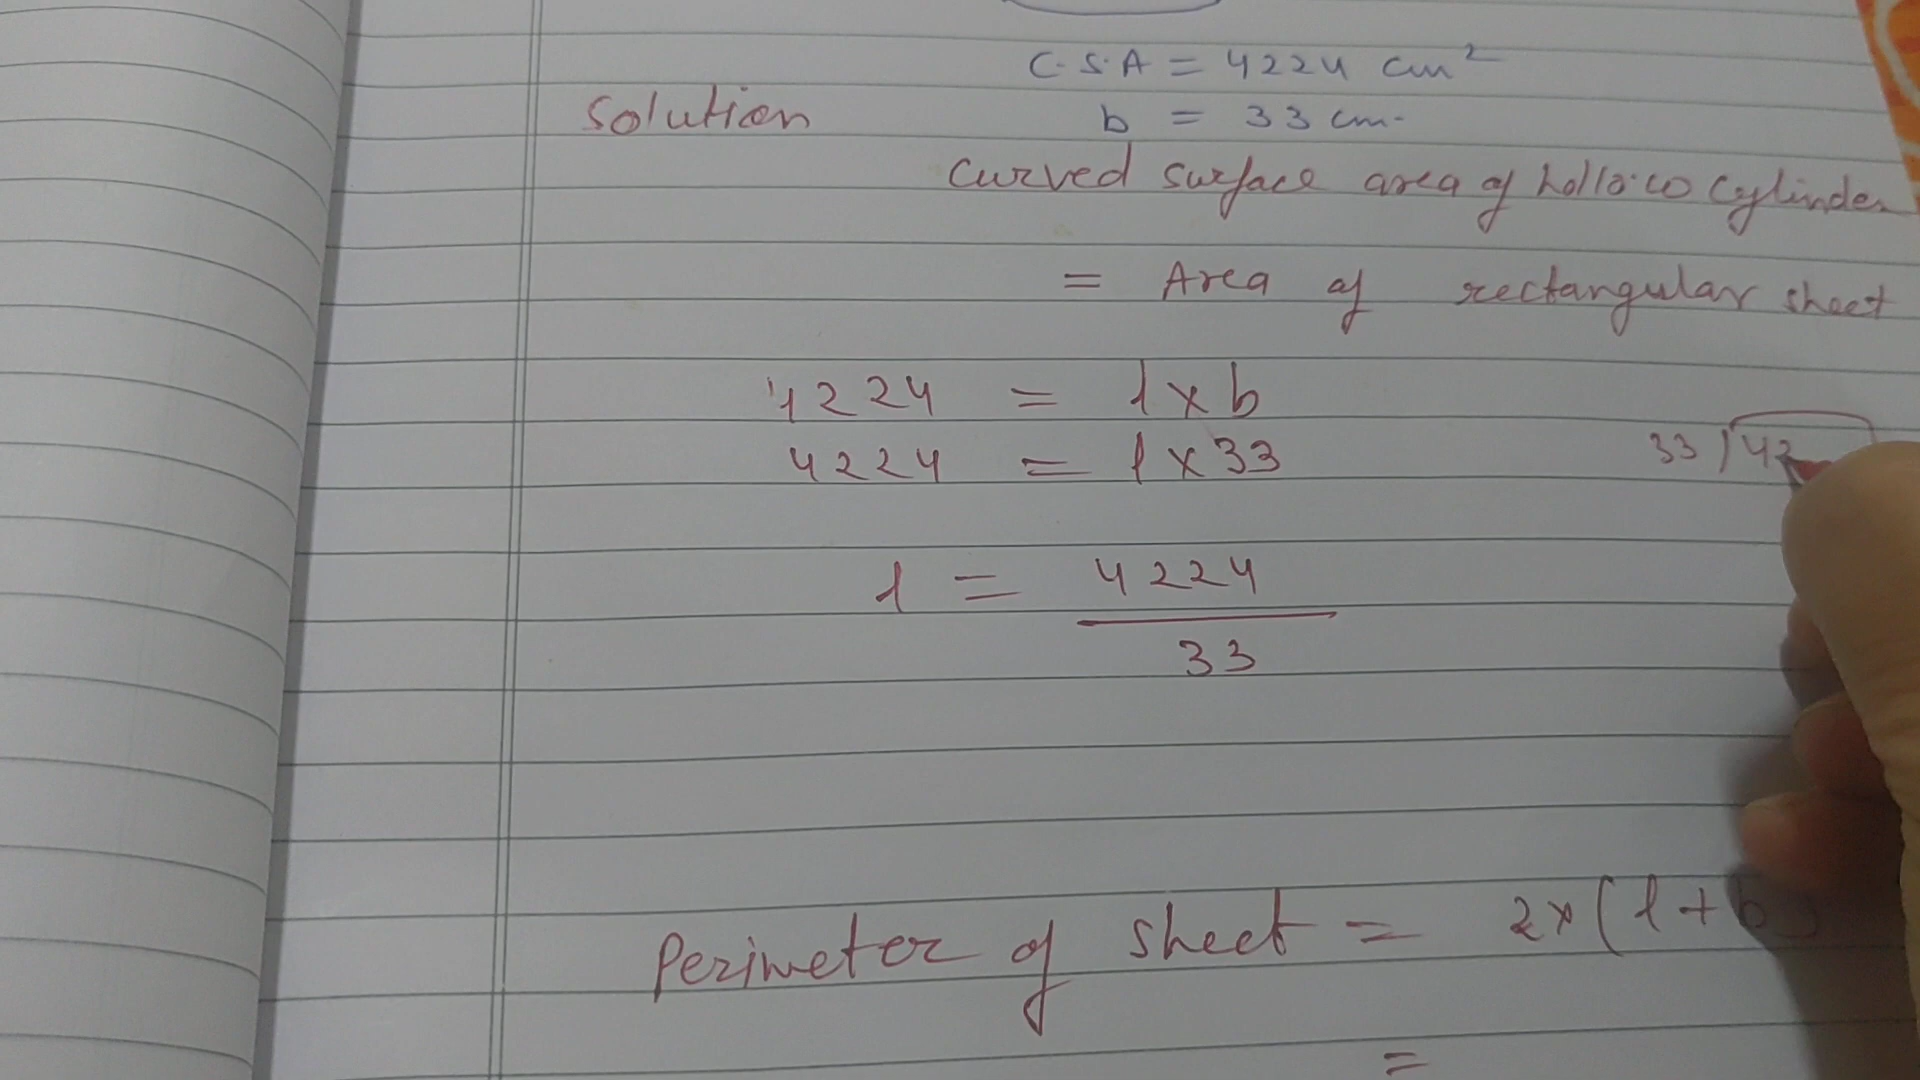 C.S.A = 4224 cm²
Solution b = 33 cm.
Curved surface area of hollow cylinder
= Area of rectangular sheet
4224 = l x b
4224 = l x 33
33 ) 42
l = 4224
33
Perimeter of sheet = 2x(l+b
=